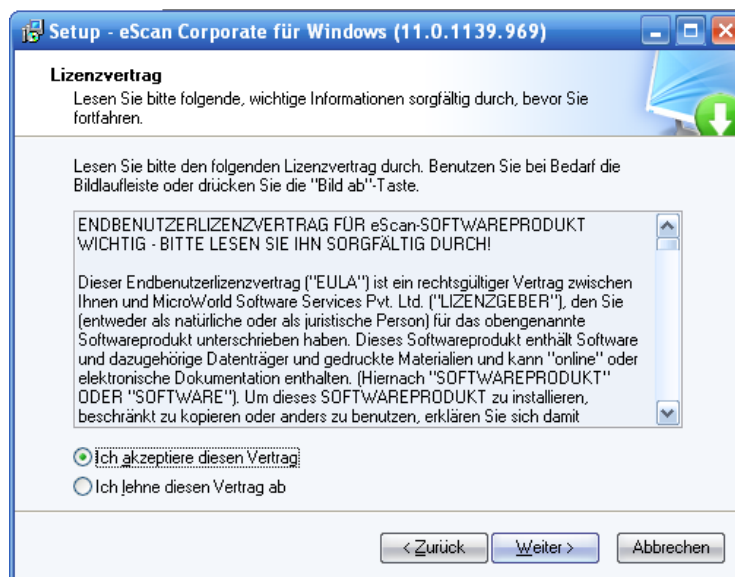 Setup - eScan Corporate für Windows (11.0.1139.969)
Lizenzvertrag
Lesen Sie bitte folgende, wichtige Informationen sorgfältig durch, bevor Sie
fortfahren.
Lesen Sie bitte den folgenden Lizenzvertrag durch. Benutzen Sie bei Bedarf die
Bildlaufleiste oder drücken Sie die "Bild ab"-Taste.
ENDBENUTZERLIZENZVERTRAG FÜR eScan-SOFTWAREPRODUKT
WICHTIG - BITTE LESEN SIE IHN SORGFÄLTIG DURCH!
Dieser Endbenutzerlizenzvertrag ("EULA") ist ein rechtsgültiger Vertrag zwischen
Ihnen und MicroWorld Software Services Pvt. Ltd. ("LIZENZGEBER"), den Sie
(entweder als natürliche oder als juristische Person) für das obengenannte
Softwareprodukt unterschrieben haben. Dieses Softwareprodukt enthält Software
und dazugehörige Datenträger und gedruckte Materialien und kann "online" oder
elektronische Dokumentation enthalten. (Hiernach "SOFTWAREPRODUKT"
ODER "SOFTWARE"). Um dieses SOFTWAREPRODUKT zu installieren,
beschränkt zu kopieren oder anders zu benutzen, erklären Sie sich damit
Ich akzeptiere diesen Vertrag
Ich lehne diesen Vertrag ab
< Zurück Weiter > Abbrechen